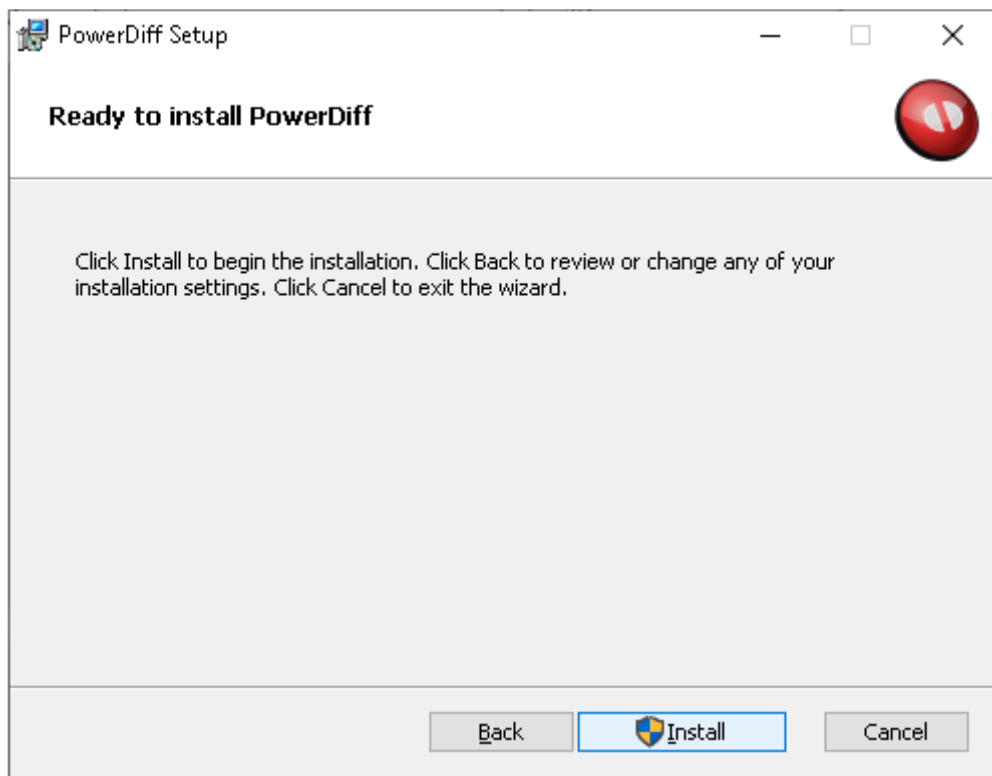 PowerDiff Setup
Ready to install PowerDiff
Click Install to begin the installation. Click Back to review or change any of your
installation settings. Click Cancel to exit the wizard.
Back
Install
Cancel